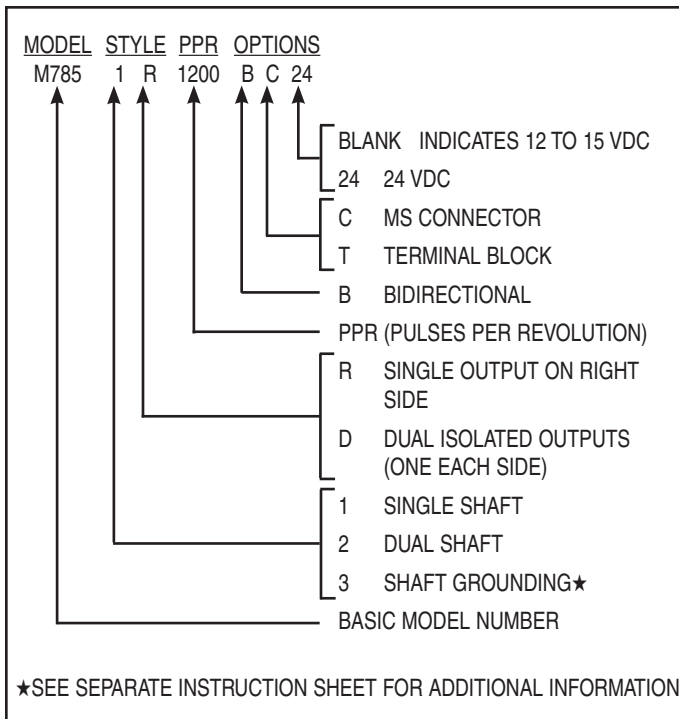 MODEL STYLE PPR OPTIONS
M785 1 R 1200 B C 24
BLANK INDICATES 12 TO 15 VDC
24 24 VDC
C MS CONNECTOR
T TERMINAL BLOCK
B BIDIRECTIONAL
PPR (PULSES PER REVOLUTION)
R SINGLE OUTPUT ON RIGHT
SIDE
D DUAL ISOLATED OUTPUTS
(ONE EACH SIDE)
1 SINGLE SHAFT
2 DUAL SHAFT
3 SHAFT GROUNDING★
BASIC MODEL NUMBER
★SEE SEPARATE INSTRUCTION SHEET FOR ADDITIONAL INFORMATION